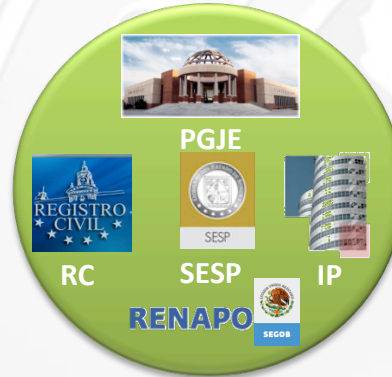 PGJE
REGISTRO
CIVIL
SESP
RC
SESP
IP
RENAPO
SEGOB